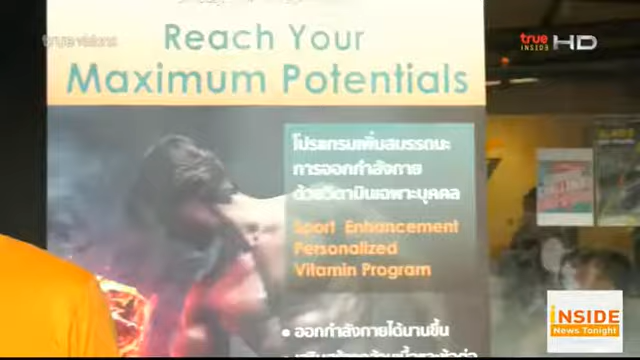 true visions
true
INSIDE HD
Reach Your
Maximum Potentials
โปรแกรมเพิ่มสมรรถนะ
การออกกำลังกาย
ด้วยวิตามินเฉพาะบุคคล
Sport Enhancement
Personalized
Vitamin Program
• ออกกำลังกายได้นานขึ้น
INSIDE
News Tonight